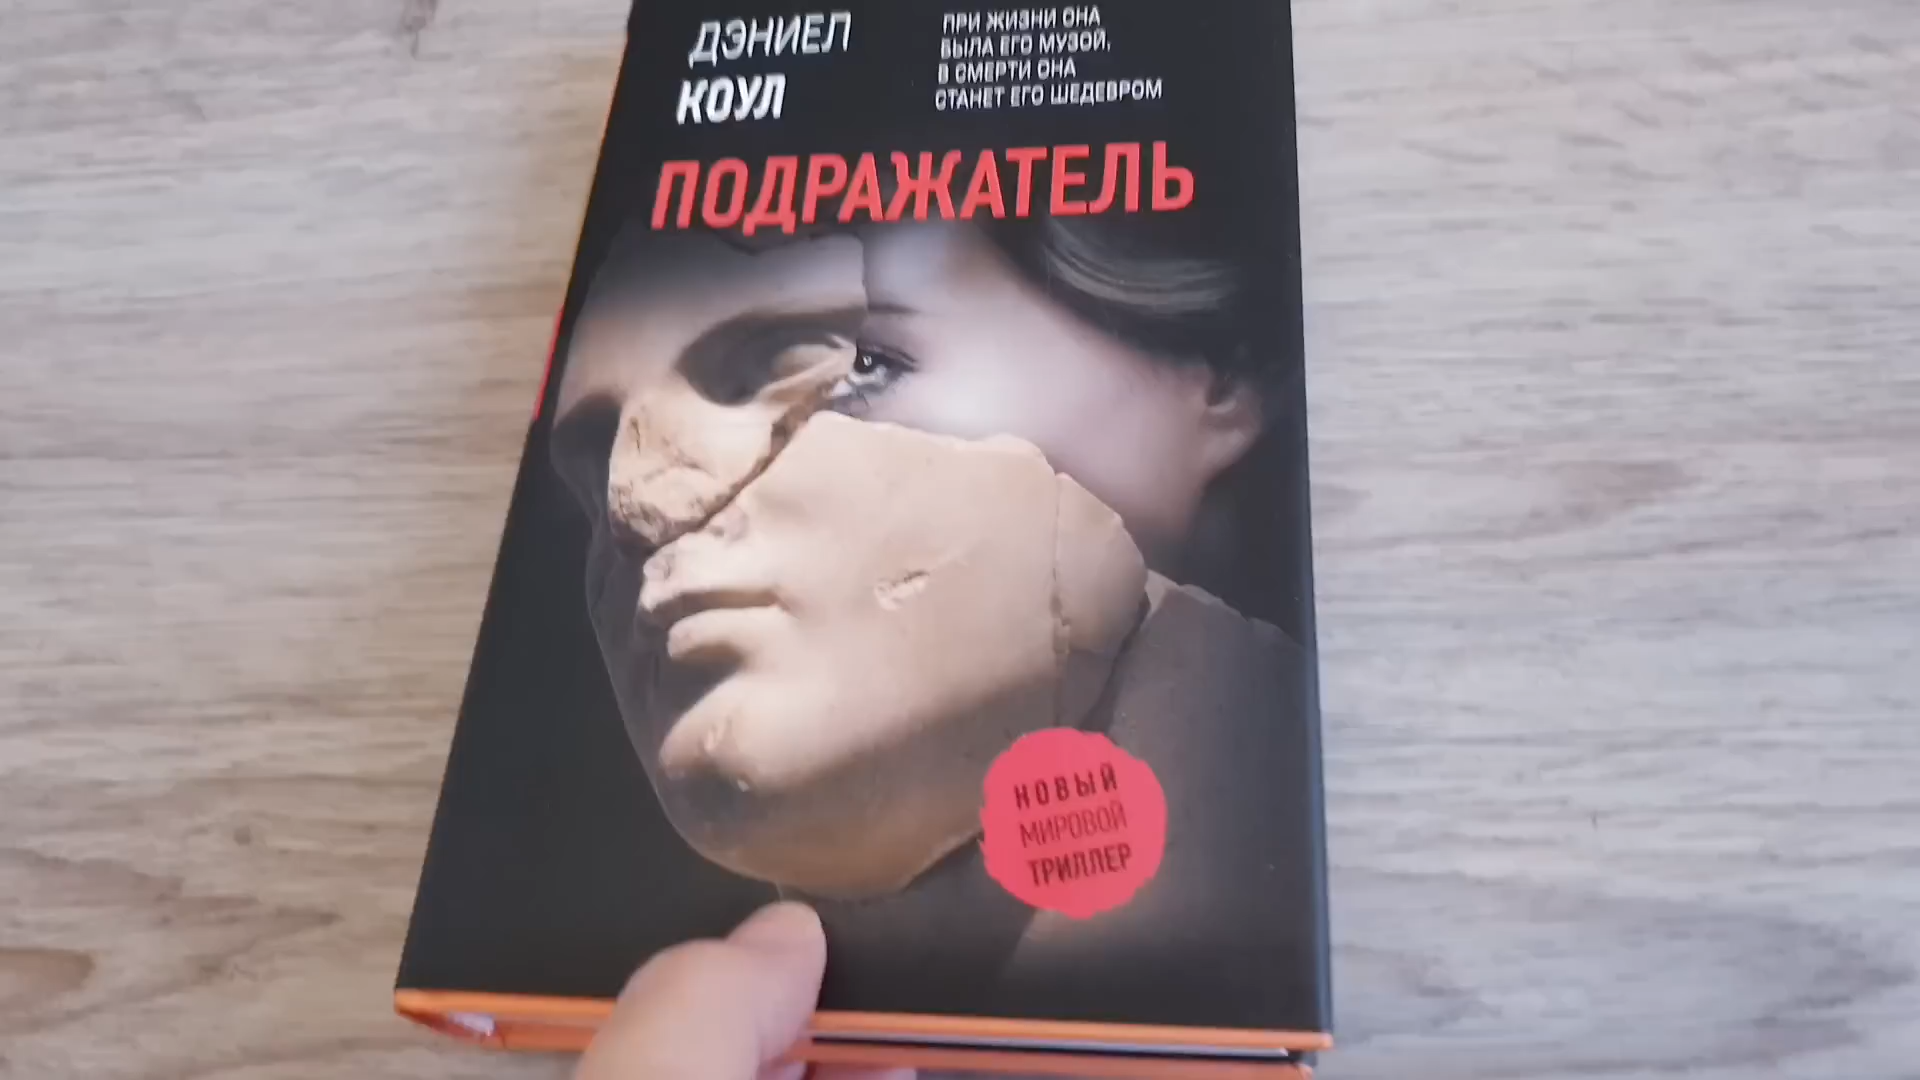 ДЭНИЕЛ
КОУЛ
ПРИ ЖИЗНИ ОНА
БЫЛА ЕГО МУЗОЙ,
В СМЕРТИ ОНА
СТАНЕТ ЕГО ШЕДЕВРОМ
ПОДРАЖАТЕЛЬ
НОВЫЙ
МИРОВОЙ
ТРИЛЛЕР